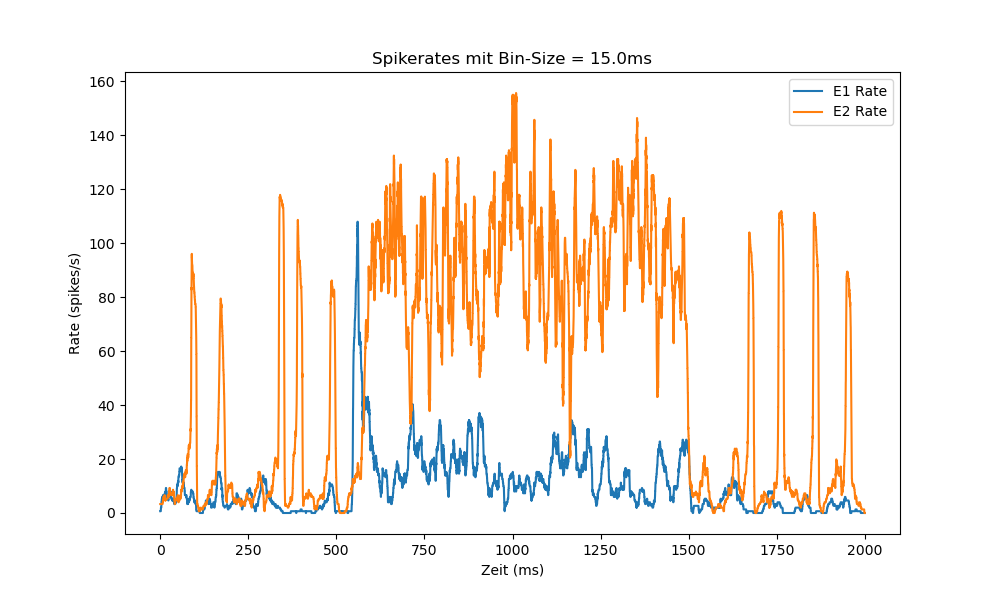 Spikerates mit Bin-Size = 15.0ms
E1 Rate
E2 Rate
Rate (spikes/s)
160
140
120
100
80
60
40
20
0
0 250 500 750 1000 1250 1500 1750 2000
Zeit (ms)